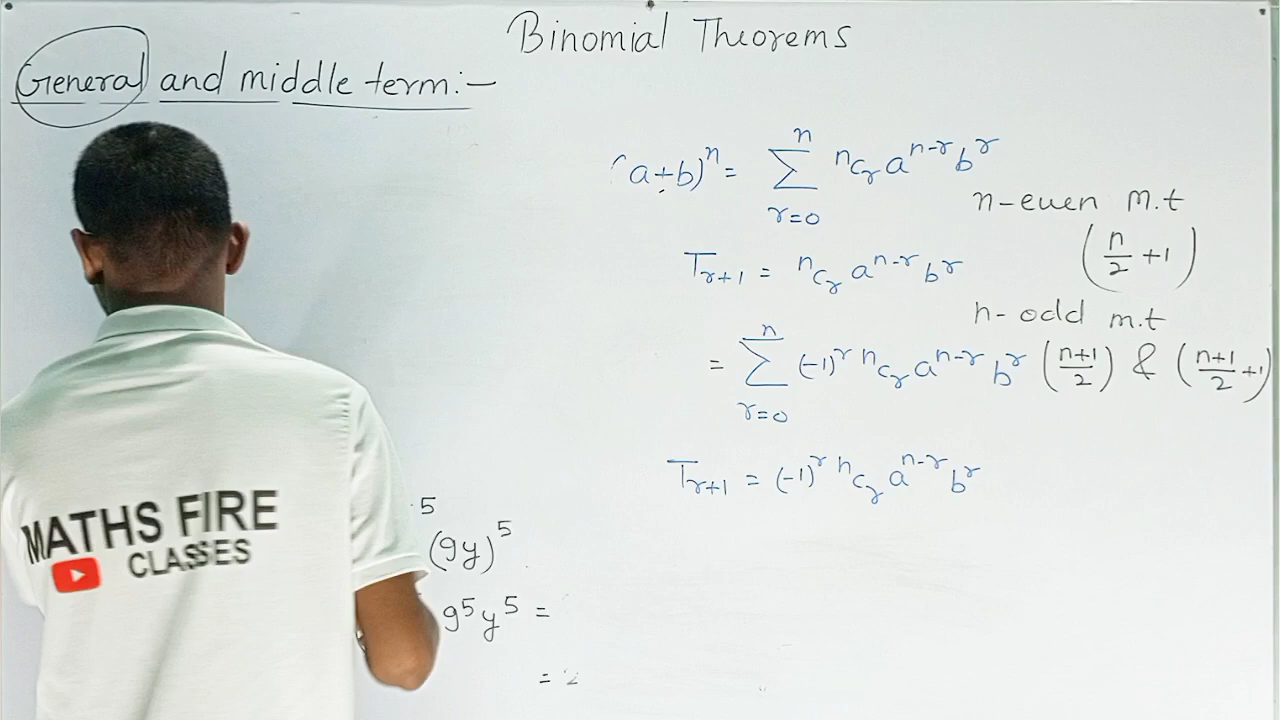 Binomial Theorems
General and middle term:-
(a+b)ⁿ = ∑ⁿᵣ₌₀ ⁿCᵣ aⁿ⁻ʳ bʳ
n-even m.t
(n/2 +1)
Tᵣ₊₁ = ⁿCᵣ aⁿ⁻ʳ bʳ
n-odd m.t
= ∑ⁿᵣ₌₀ (-1)ʳ ⁿCᵣ aⁿ⁻ʳ bʳ
((n+1)/2) & ((n+1)/2 +1)
Tᵣ₊₁ = (-1)ʳ ⁿCᵣ aⁿ⁻ʳ bʳ
5
(9y)⁵
9⁵y⁵ =
=
MATHS FIRE
CLASSES